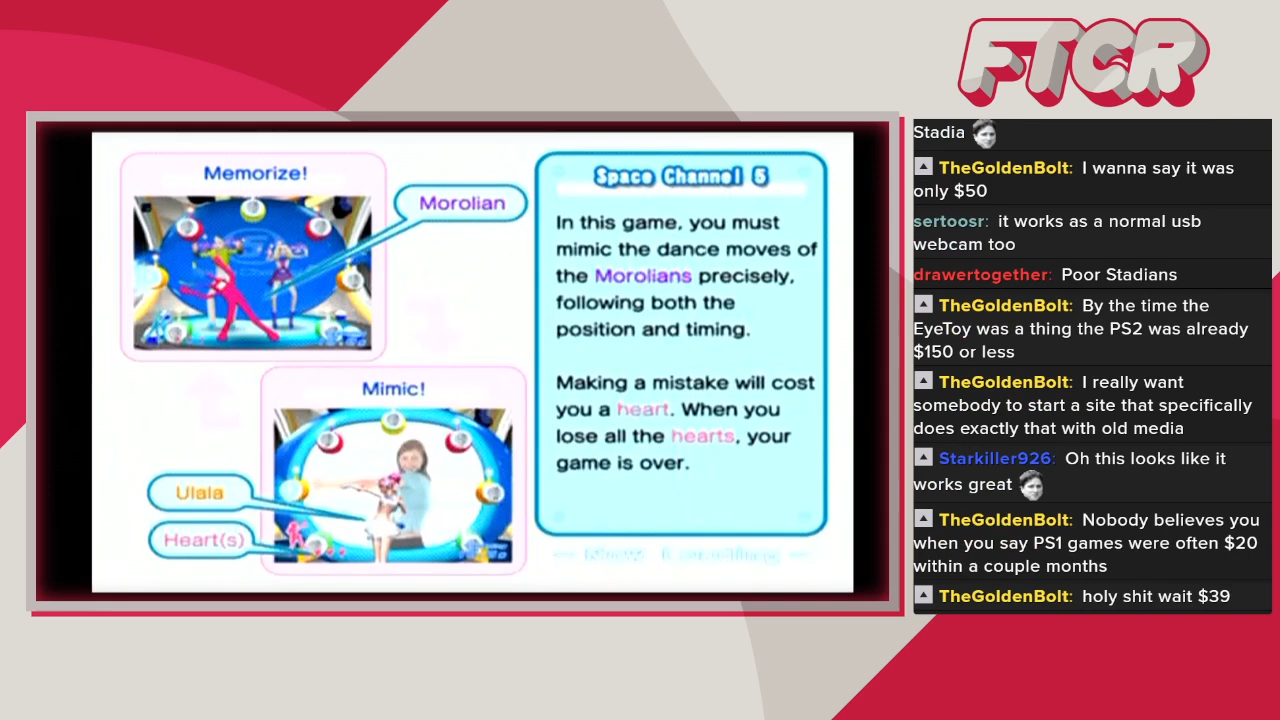 FTCR
Memorize!
Morolian
Mimic!
Ulala
Heart(s)
Space Channel 5
In this game, you must
mimic the dance moves of
the Morolians precisely,
following both the
position and timing.
Making a mistake will cost
you a heart. When you
lose all the hearts, your
game is over.
Now Loading
Stadia
TheGoldenBolt: I wanna say it was
only $50
sertoosr: it works as a normal usb
webcam too
drawertogether: Poor Stadians
TheGoldenBolt: By the time the
EyeToy was a thing the PS2 was already
$150 or less
TheGoldenBolt: I really want
somebody to start a site that specifically
does exactly that with old media
Starkiller926: Oh this looks like it
works great
TheGoldenBolt: Nobody believes you
when you say PS1 games were often $20
within a couple months
TheGoldenBolt: holy shit wait $39